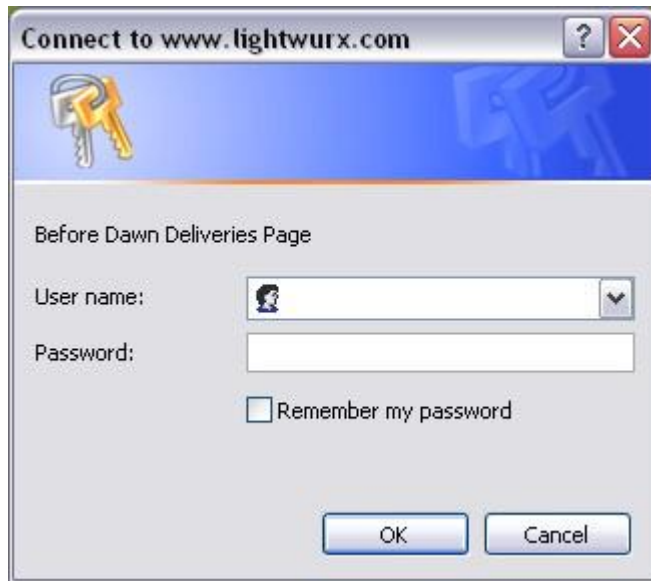 Connect to www.lightwurx.com
Before Dawn Deliveries Page
User name:
Password:
Remember my password
OK Cancel